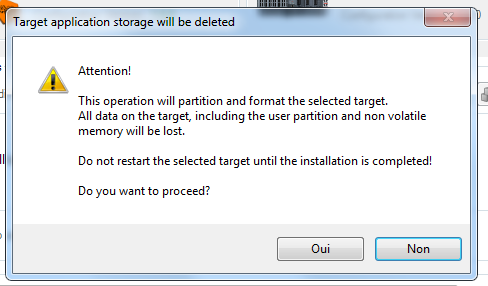 Target application storage will be deleted
Attention!
This operation will partition and format the selected target.
All data on the target, including the user partition and non volatile
memory will be lost.
Do not restart the selected target until the installation is completed!
Do you want to proceed?
Oui
Non